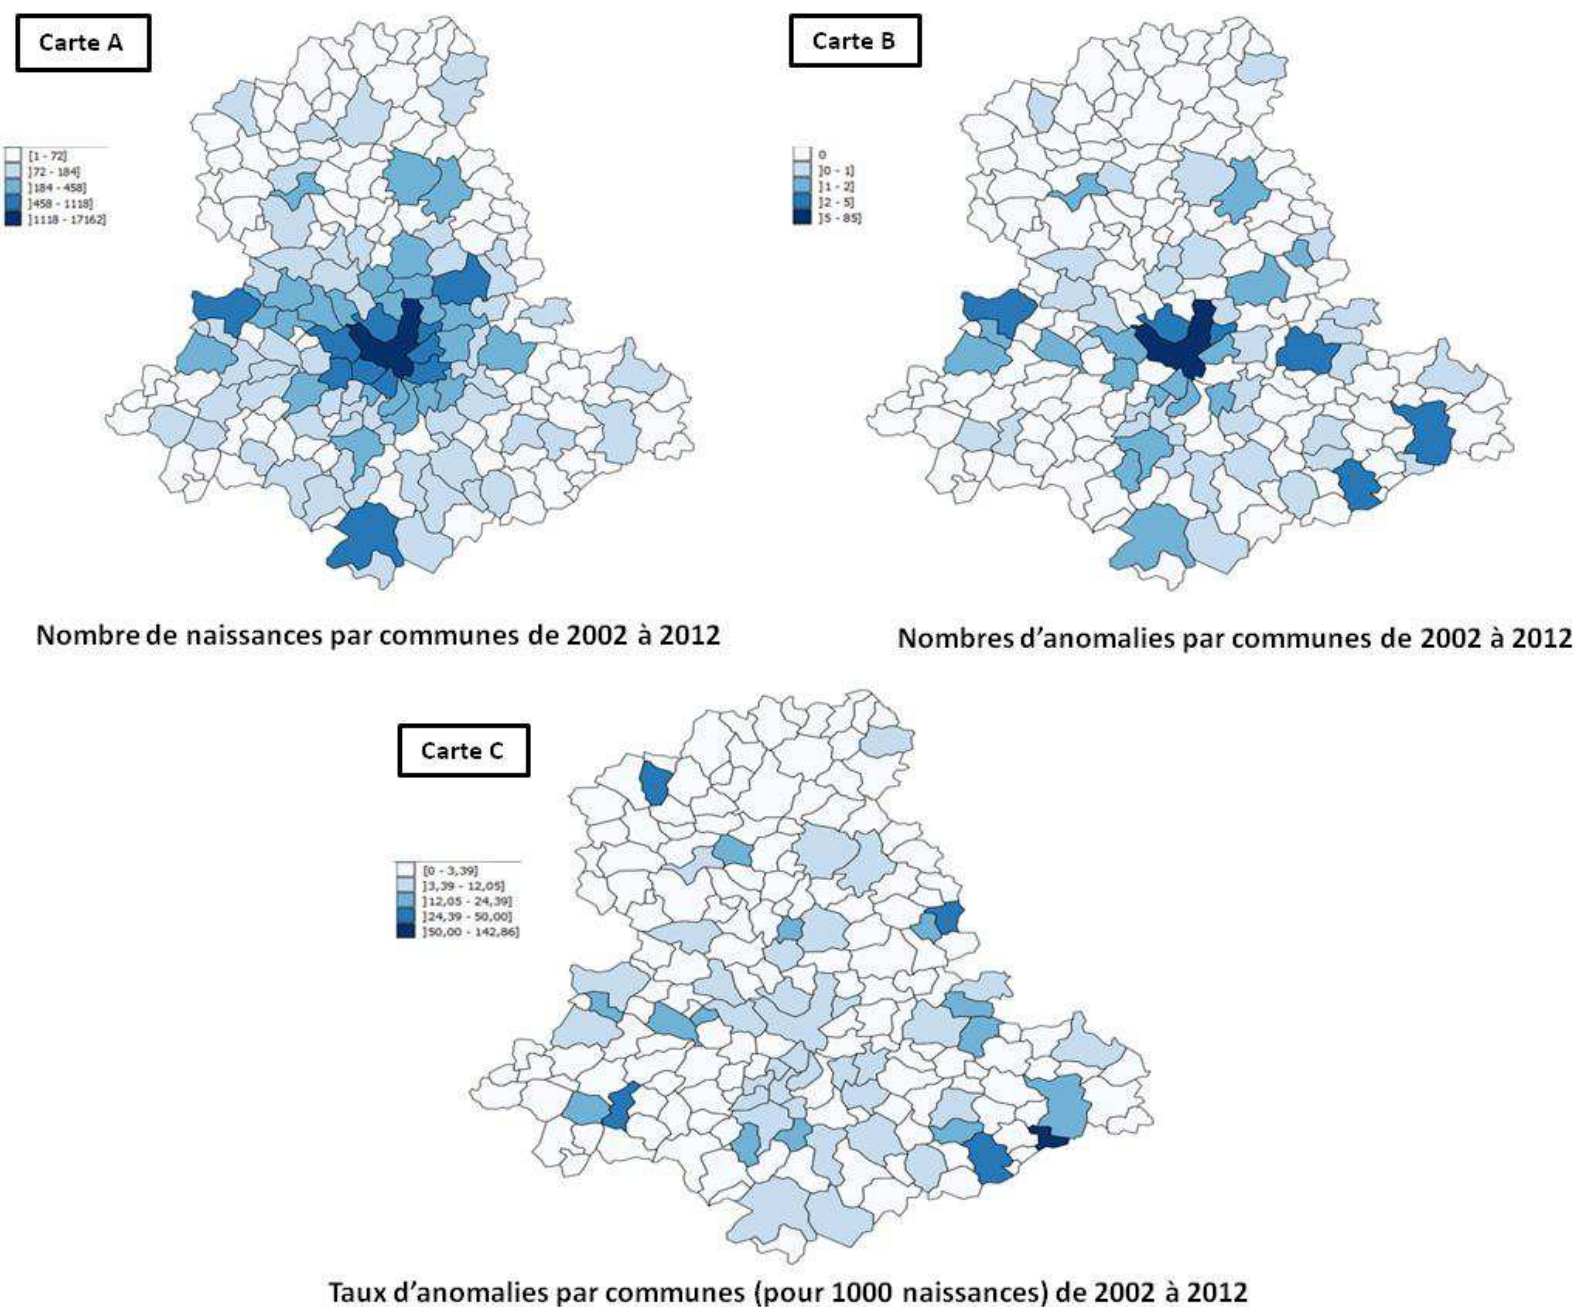 Carte A
[1 - 72]
]72 - 184]
]184 - 458]
]458 - 1118]
]1118 - 17162]
Nombre de naissances par communes de 2002 à 2012
Carte B
0
]0 - 1]
]1 - 2]
]2 - 5]
]5 - 85]
Nombres d'anomalies par communes de 2002 à 2012
Carte C
[0 - 3,39]
]3,39 - 12,05]
]12,05 - 24,39]
]24,39 - 50,00]
]50,00 - 142,86]
Taux d'anomalies par communes (pour 1000 naissances) de 2002 à 2012